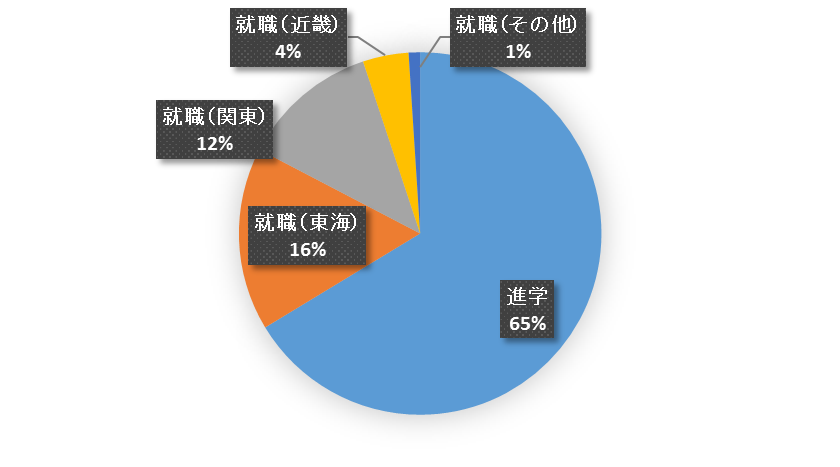 就職(近畿)
4%
就職(その他)
1%
就職(関東)
12%
就職(東海)
16%
進学
65%